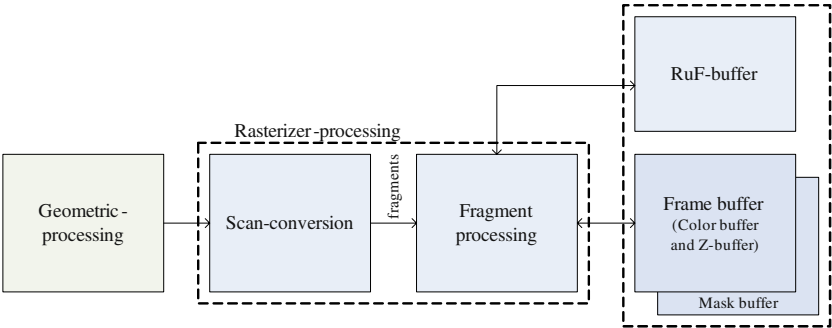 RuF-buffer
Rasterizer-processing
Geometric-
processing
Scan-conversion
fragments
Fragment
processing
Frame buffer
(Color buffer
and Z-buffer)
Mask buffer